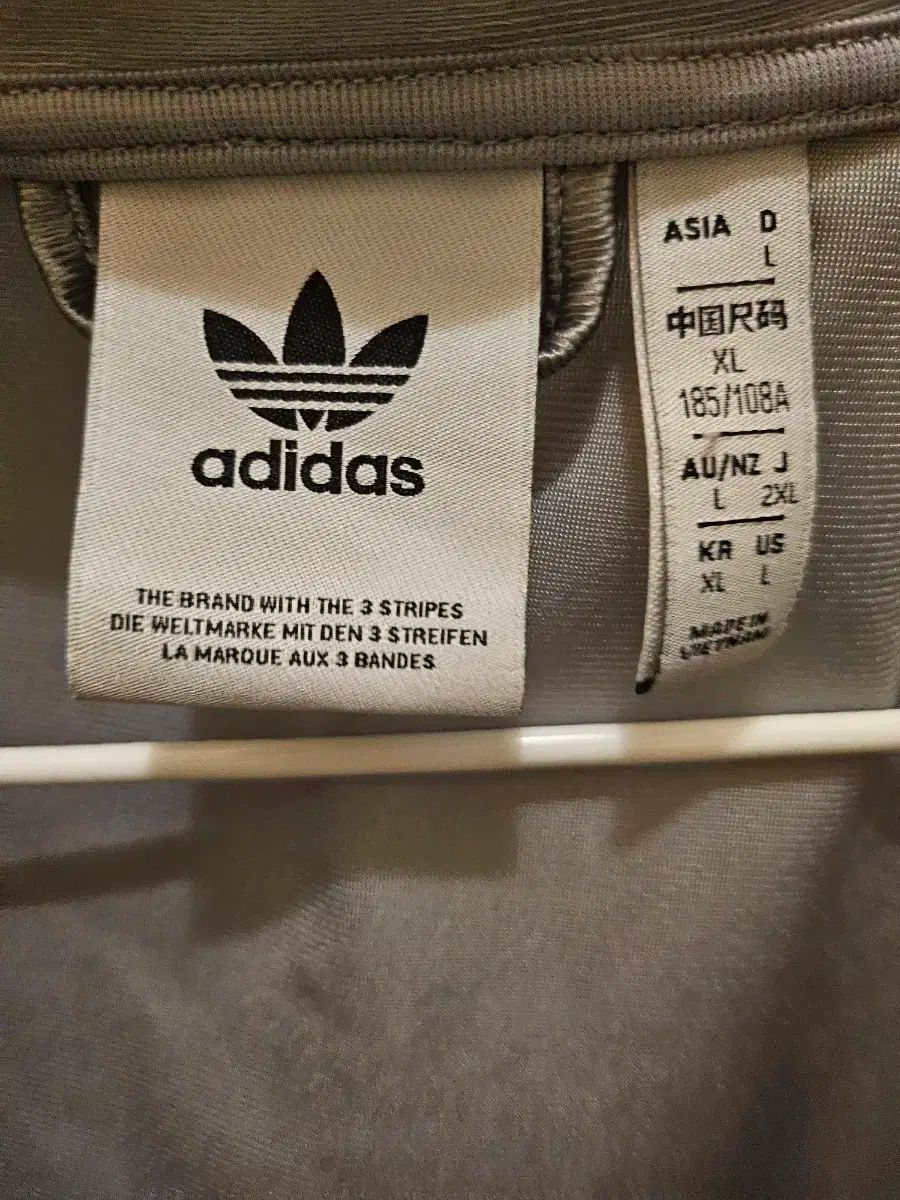 adidas
THE BRAND WITH THE 3 STRIPES
DIE WELTMARKE MIT DEN 3 STREIFEN
LA MARQUE AUX 3 BANDES
ASIA D
L
中国尺码
XL
185/108A
AU/NZ J
L 2XL
KR US
XL L
MADE IN
VIETNAM